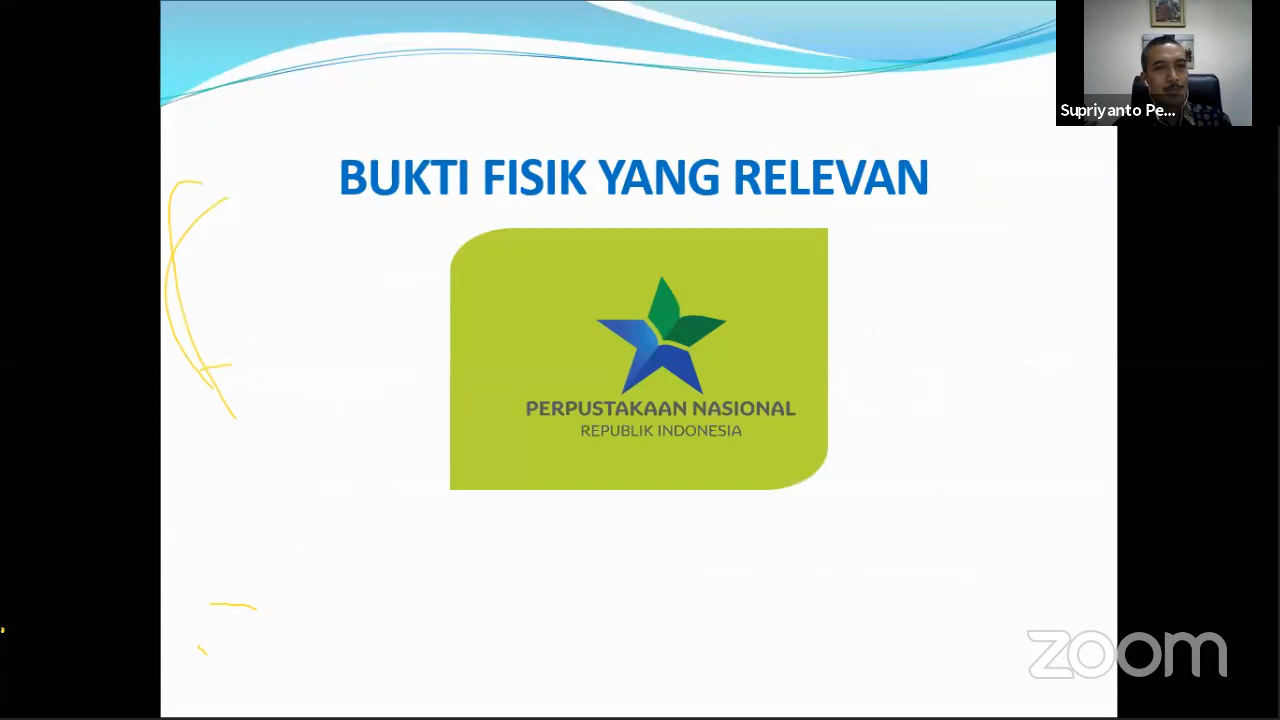 Supriyanto Pe...
BUKTI FISIK YANG RELEVAN
PERPUSTAKAAN NASIONAL
REPUBLIK INDONESIA
zoom